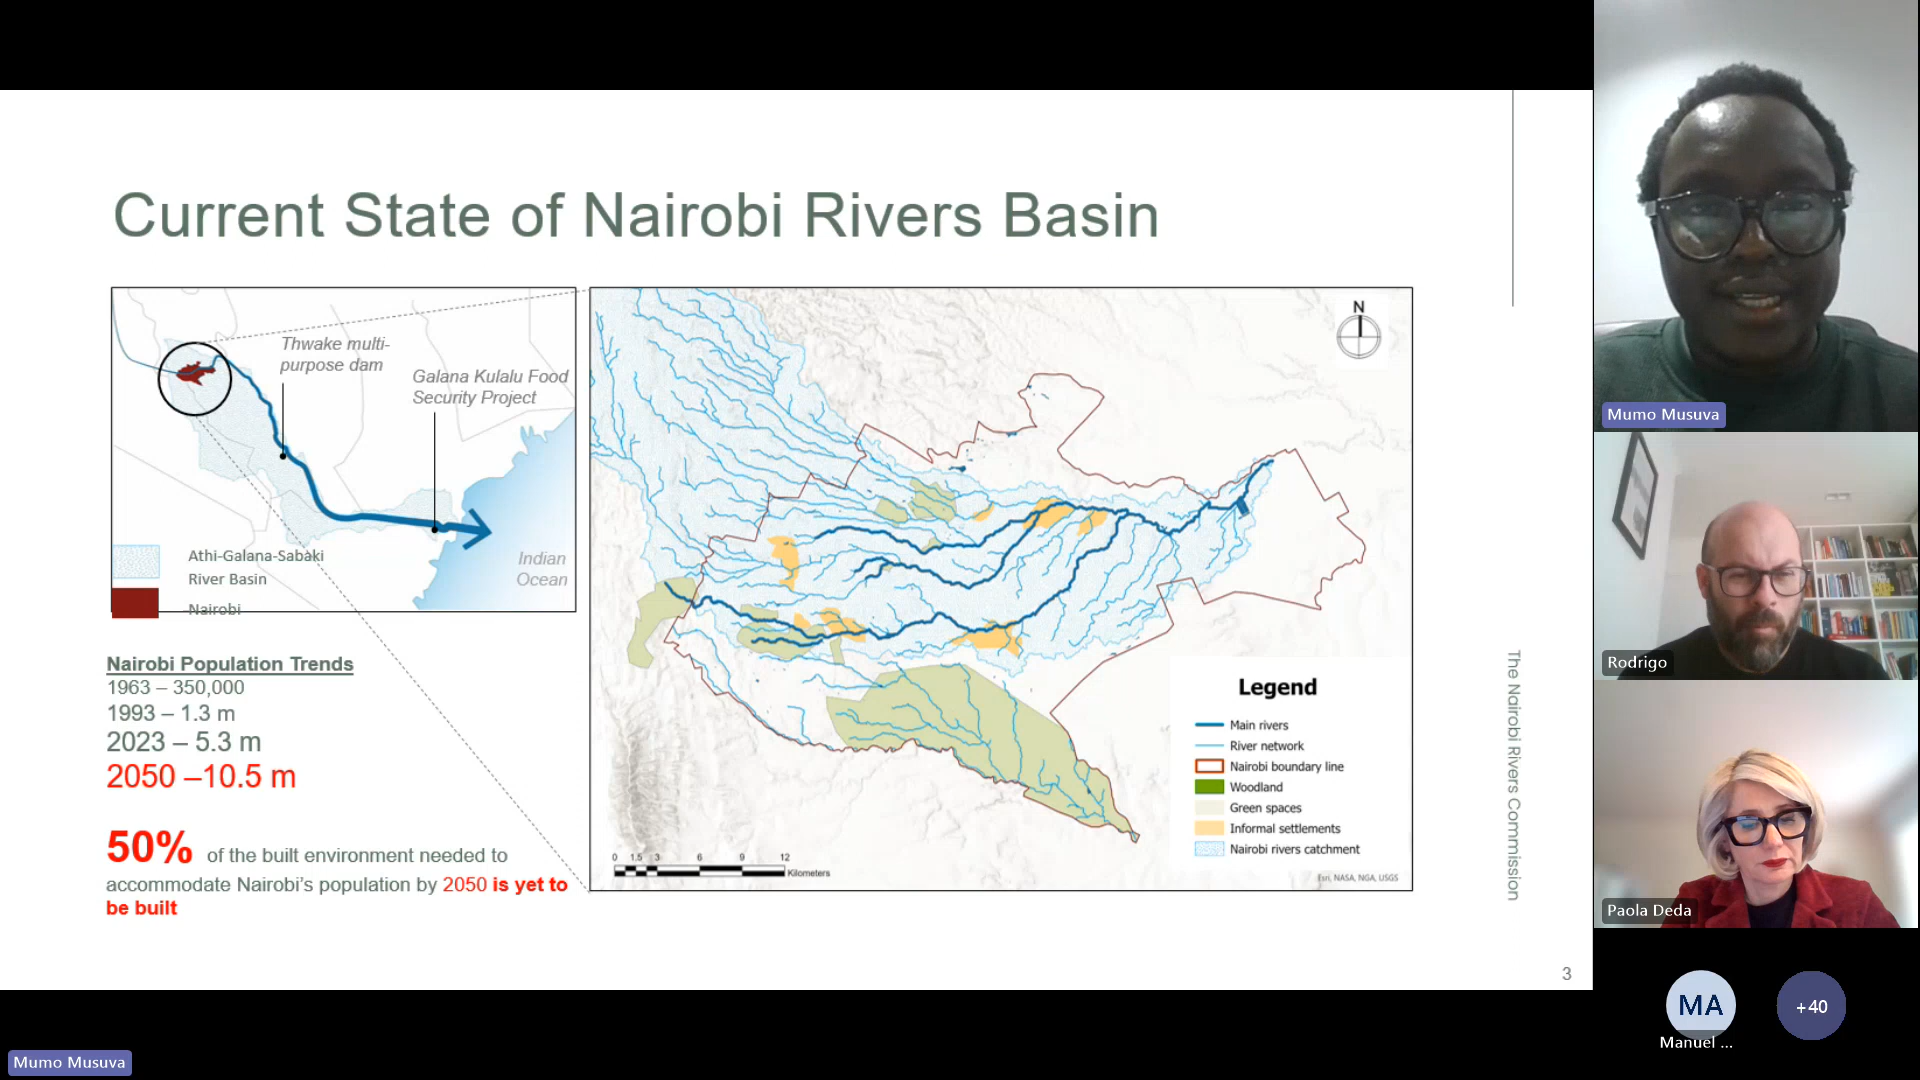 Current State of Nairobi Rivers Basin
Thwake multi-
purpose dam
Galana Kulalu Food
Security Project
Indian
Ocean
Athi-Galana-Sabaki
River Basin
Nairobi
Nairobi Population Trends
1963 – 350,000
1993 – 1.3 m
2023 – 5.3 m
2050 –10.5 m
50% of the built environment needed to
accommodate Nairobi's population by 2050 is yet to
be built
N
Legend
Main rivers
River network
Nairobi boundary line
Woodland
Green spaces
Informal settlements
Nairobi rivers catchment
0 1.5 3 6 9 12
Kilometers
Esri, NASA, NGA, USGS
The Nairobi Rivers Commission
3
Mumo Musuva
Rodrigo
Paola Deda
MA
Manuel ...
+40
Mumo Musuva